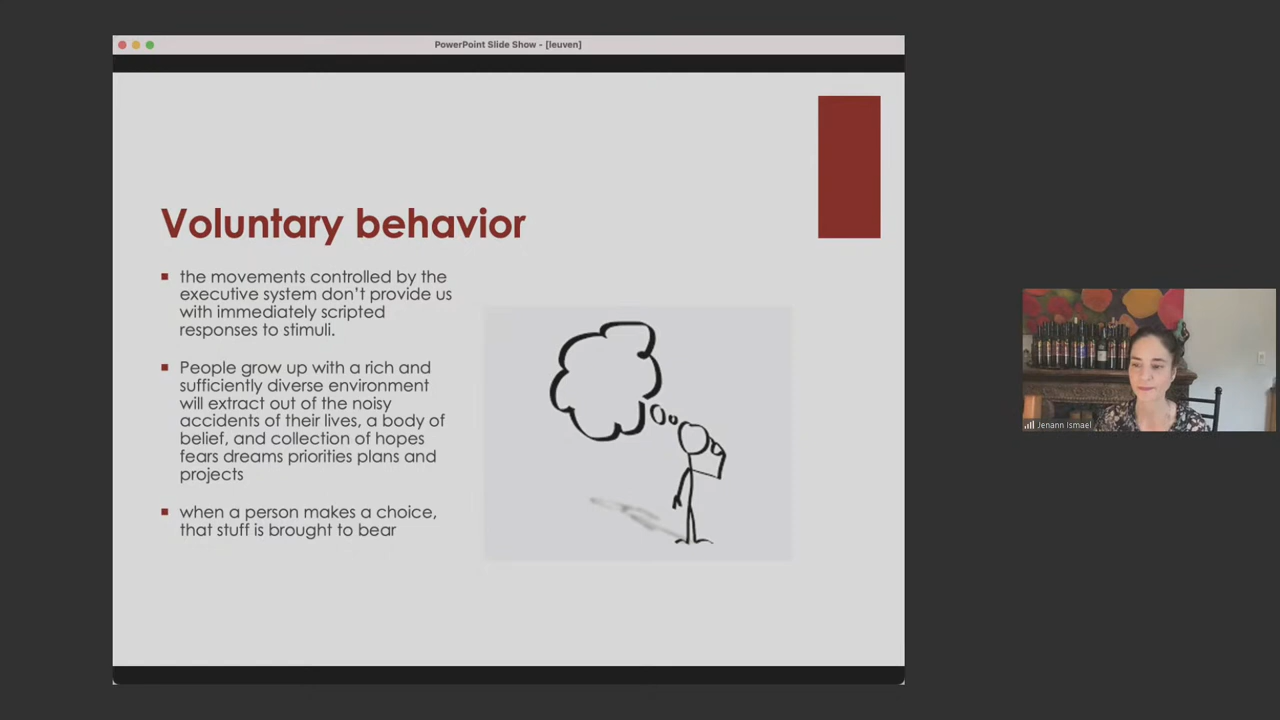 PowerPoint Slide Show - [leuven]
Voluntary behavior
the movements controlled by the
executive system don't provide us
with immediately scripted
responses to stimuli.
People grow up with a rich and
sufficiently diverse environment
will extract out of the noisy
accidents of their lives, a body of
belief, and collection of hopes
fears dreams priorities plans and
projects
when a person makes a choice,
that stuff is brought to bear
Jenann Ismael